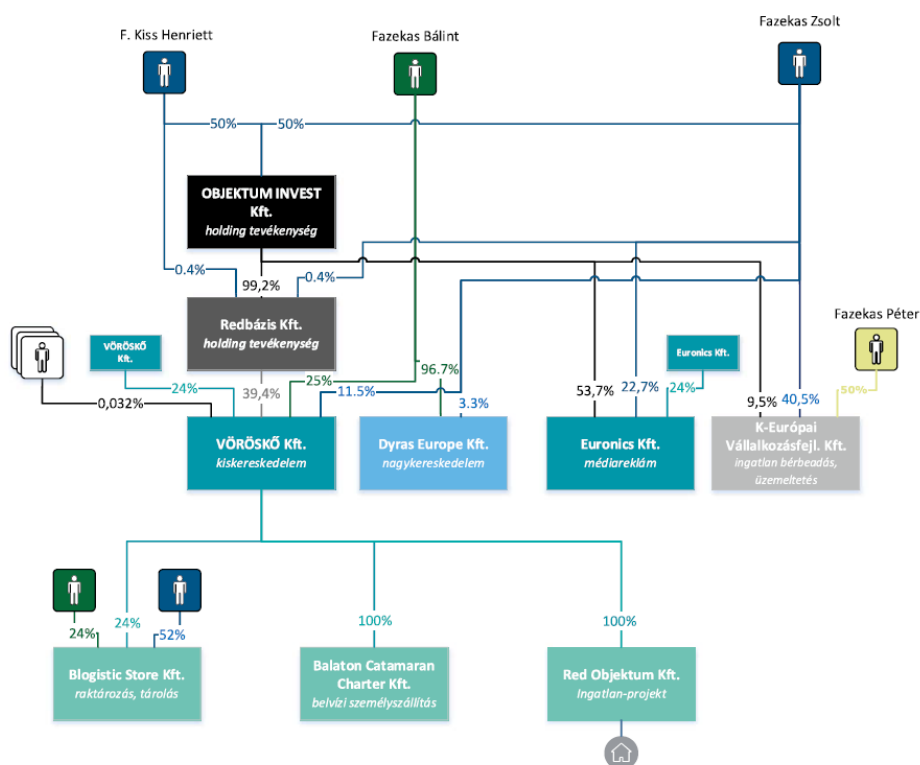 F. Kiss Henriett
Fazekas Bálint
Fazekas Zsolt
50%
50%
OBJEKTUM INVEST
Kft.
holding tevékenység
0.4%
99,2%
0.4%
Redbázis Kft.
holding tevékenység
Fazekas Péter
VÖRÖSKŐ
Kft.
Euronics Kft.
96.7%
24%
39,4%
25%
11.5%
53,7%
22,7%
24%
9,5%
40,5%
50%
0,032%
3.3%
VÖRÖSKŐ Kft.
kiskereskedelem
Dyras Europe Kft.
nagykereskedelem
Euronics Kft.
médiareklám
K-Európai
Vállalkozásfejl. Kft.
ingatlan bérbeadás,
üzemeltetés
24%
24%
52%
100%
100%
Blogistic Store Kft.
raktározás, tárolás
Balaton Catamaran
Charter Kft.
belvízi személyszállítás
Red Objektum Kft.
Ingatlan-projekt